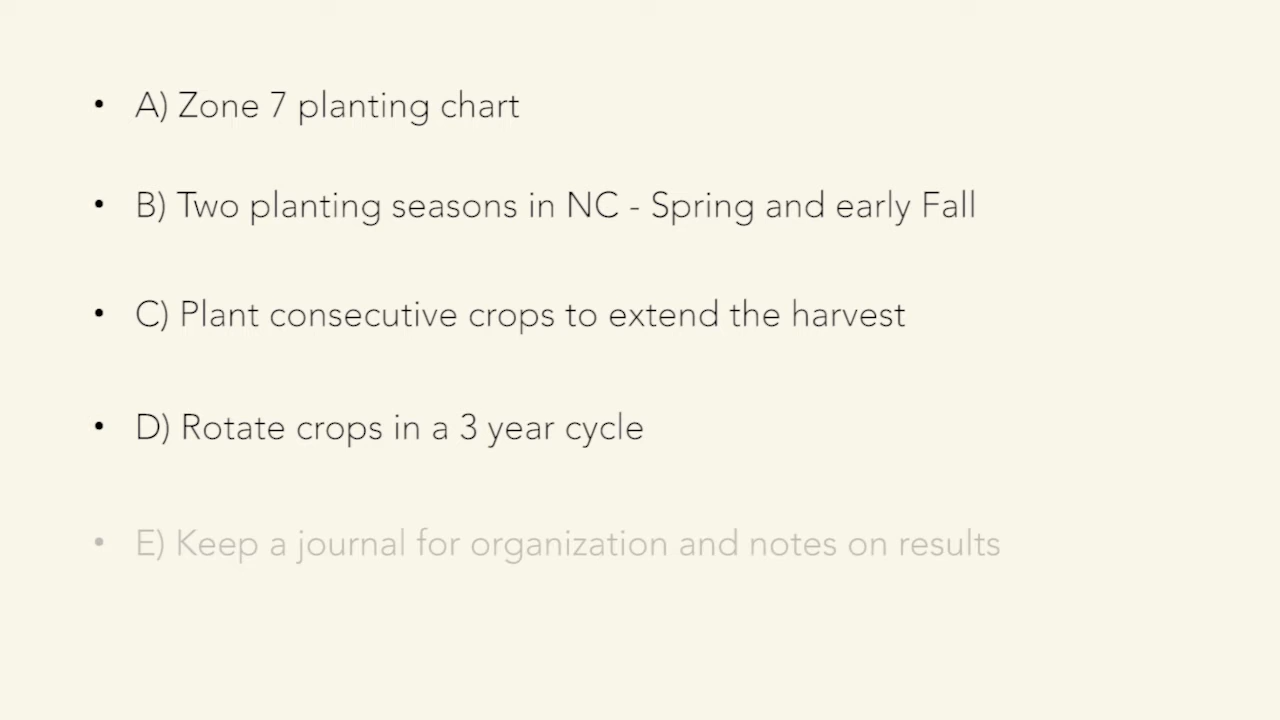 • A) Zone 7 planting chart
• B) Two planting seasons in NC - Spring and early Fall
• C) Plant consecutive crops to extend the harvest
• D) Rotate crops in a 3 year cycle
• E) Keep a journal for organization and notes on results